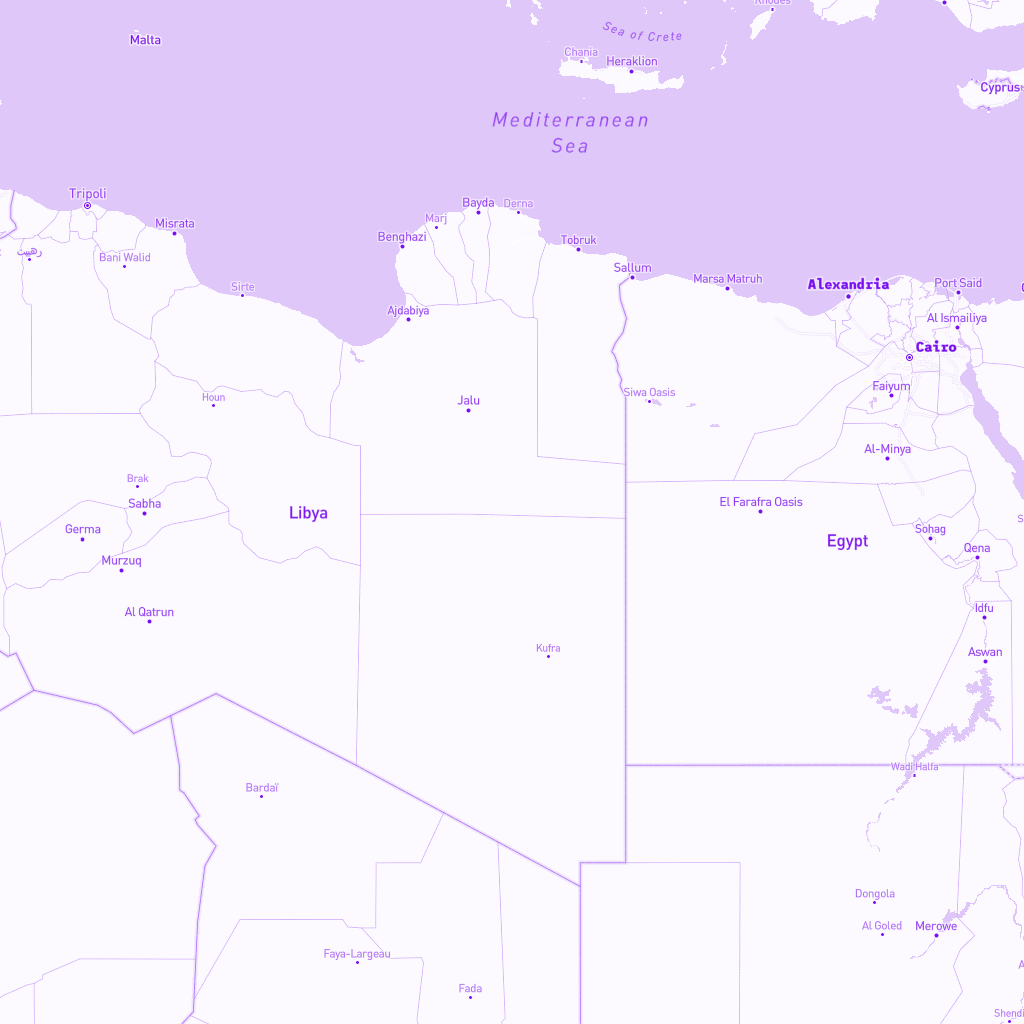 Rhodes
Malta
Sea of Crete
Chania
Heraklion
Cyprus
Mediterranean
Sea
Tripoli
Bayda
Derna
Marj
Misrata
Benghazi
Tobruk
Bani Walid
Sallum
Marsa Matruh
Alexandria
Port Said
Sirte
Ajdabiya
Al Ismailiya
Cairo
Houn
Jalu
Siwa Oasis
Faiyum
Al-Minya
Brak
Sabha
Libya
El Farafra Oasis
Germa
Egypt
Sohag
Qena
Murzuq
Al Qatrun
Idfu
Kufra
Aswan
Wadi Halfa
Bardaï
Dongola
Al Goled
Merowe
Faya-Largeau
Fada
Shendi